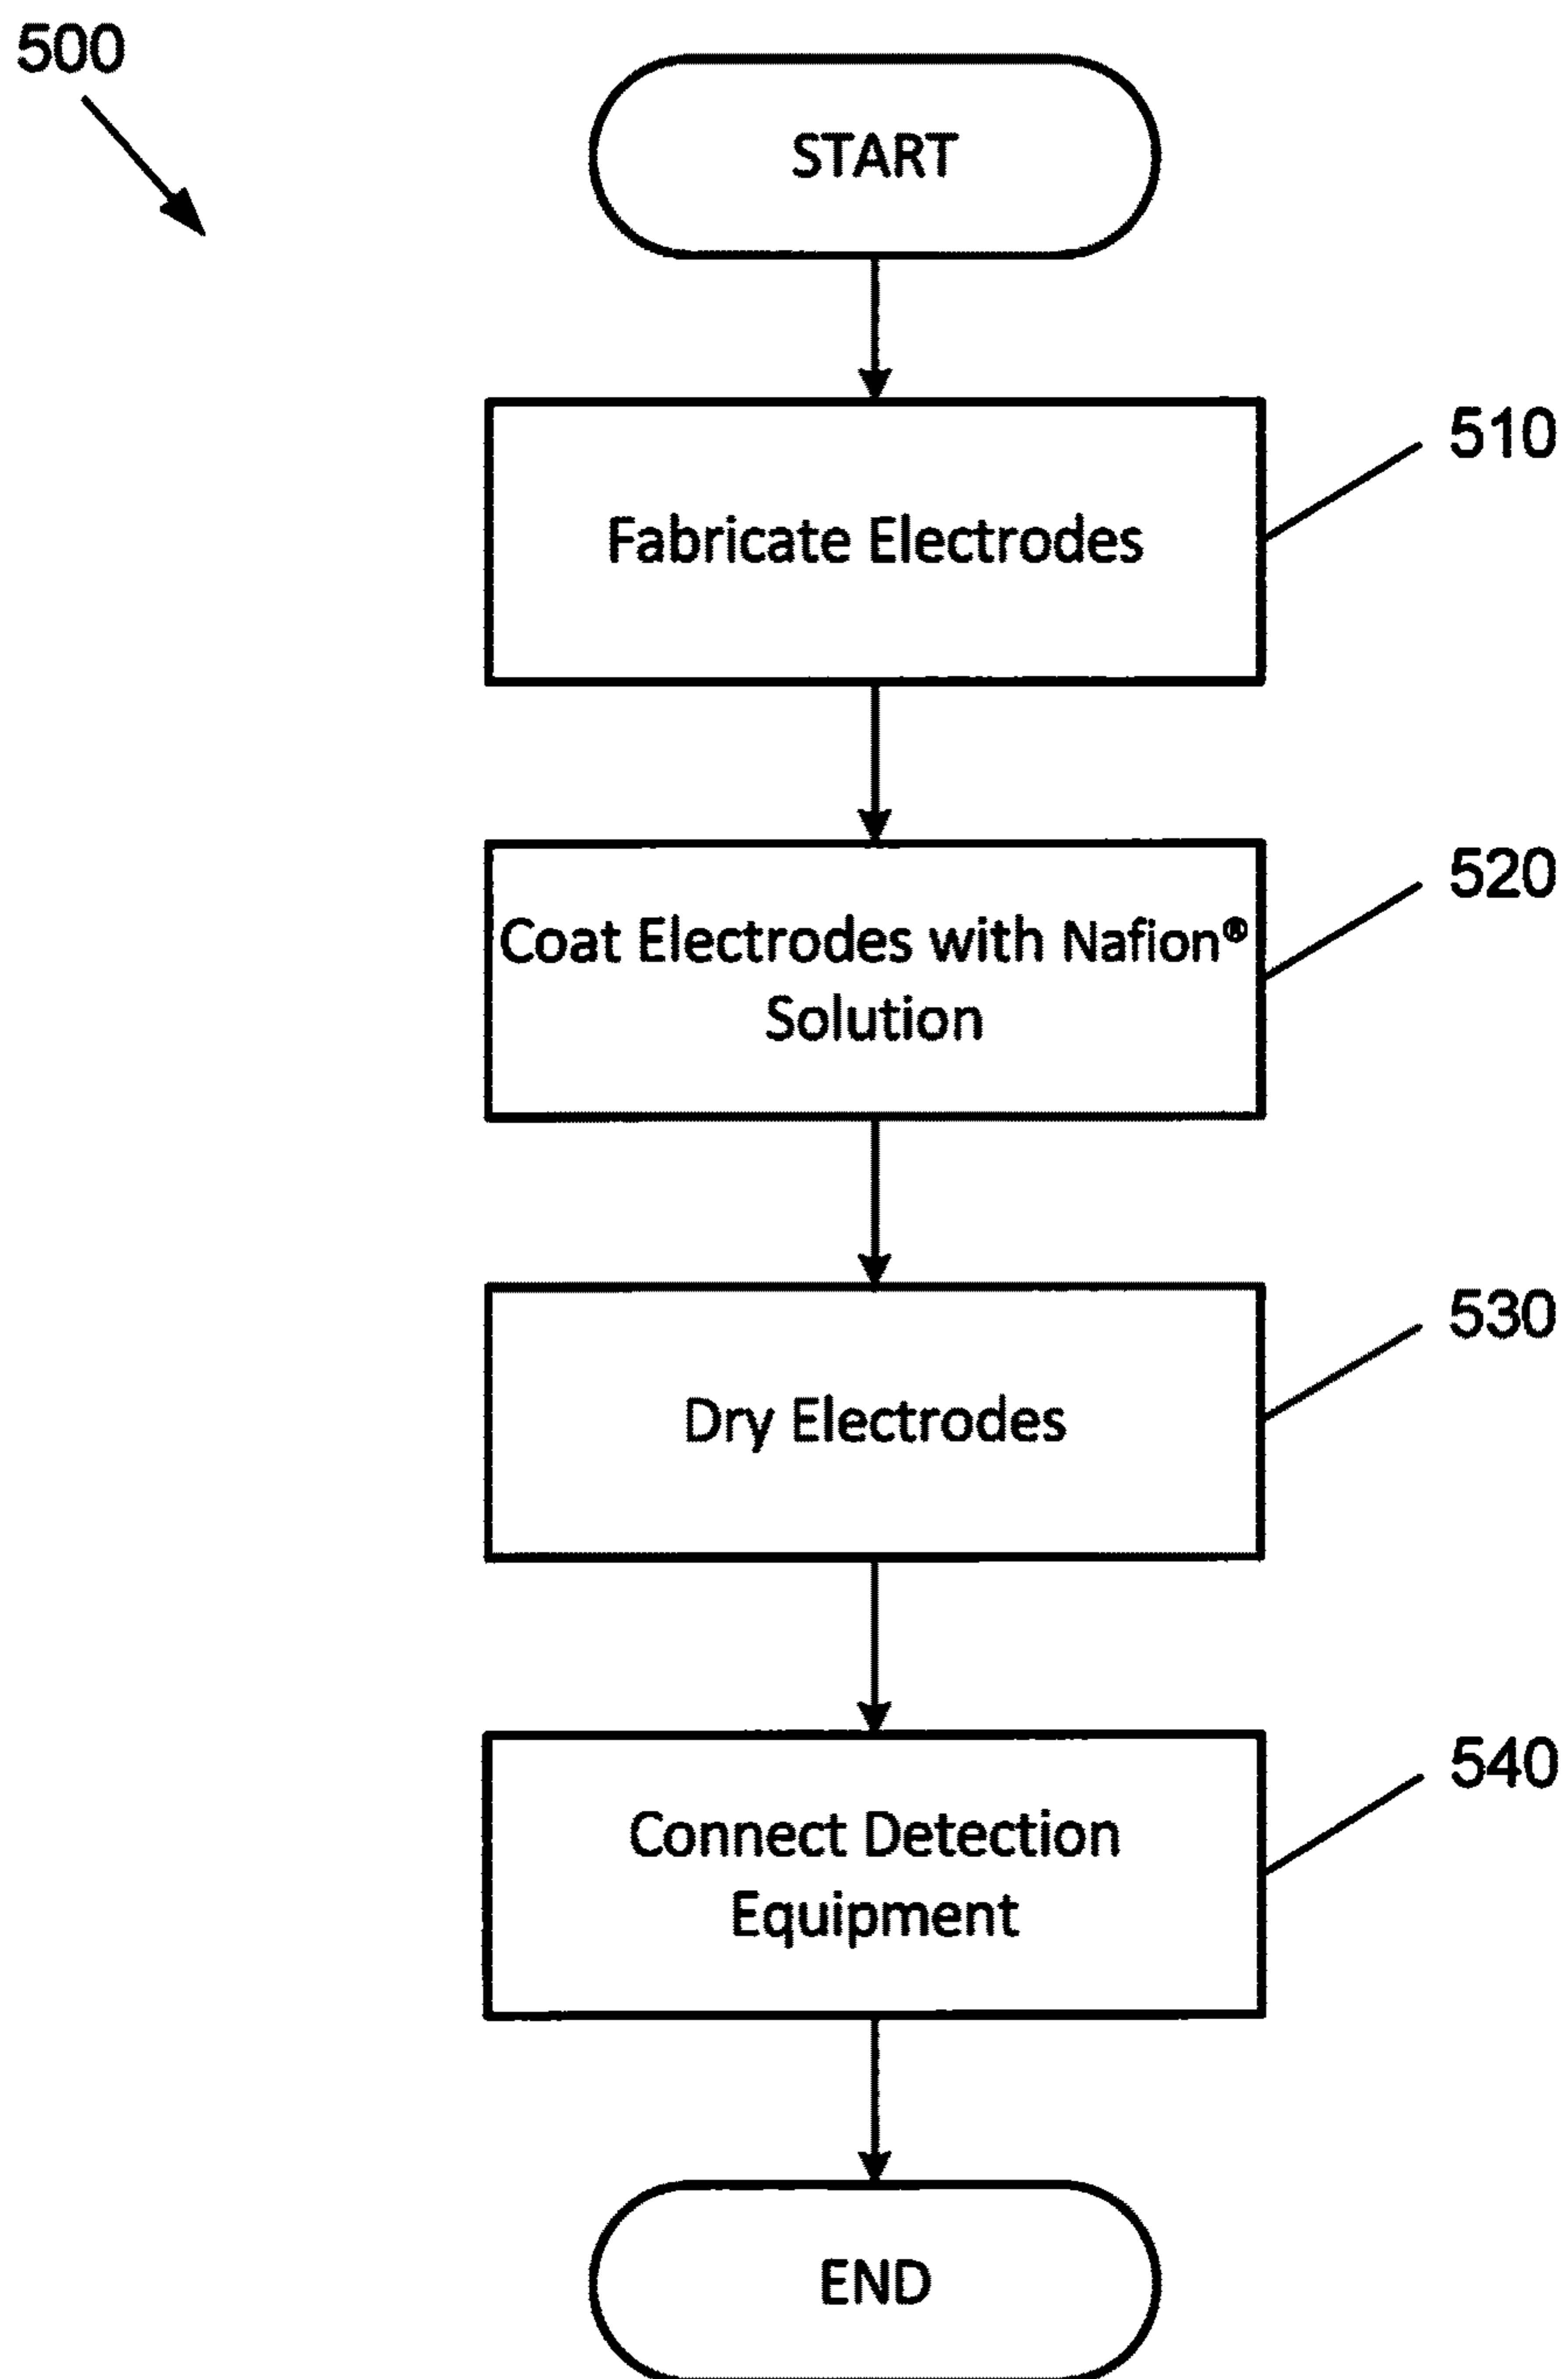 500
START
510
Fabricate Electrodes
520
Coat Electrodes with Nafion®
Solution
530
Dry Electrodes
540
Connect Detection
Equipment
END